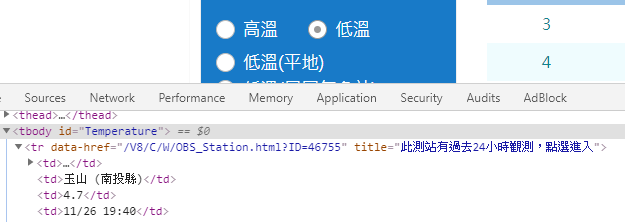 高溫 低溫 3
低溫(平地) 4
Sources Network Performance Memory Application Security Audits AdBlock
<thead>…</thead>
<tbody id="Temperature"> == $0
<tr data-href="/V8/C/W/OBS_Station.html?ID=46755" title="此測站有過去24小時觀測，點選進入">
<td>…</td>
<td>玉山 (南投縣)</td>
<td>4.7</td>
<td>11/26 19:40</td>